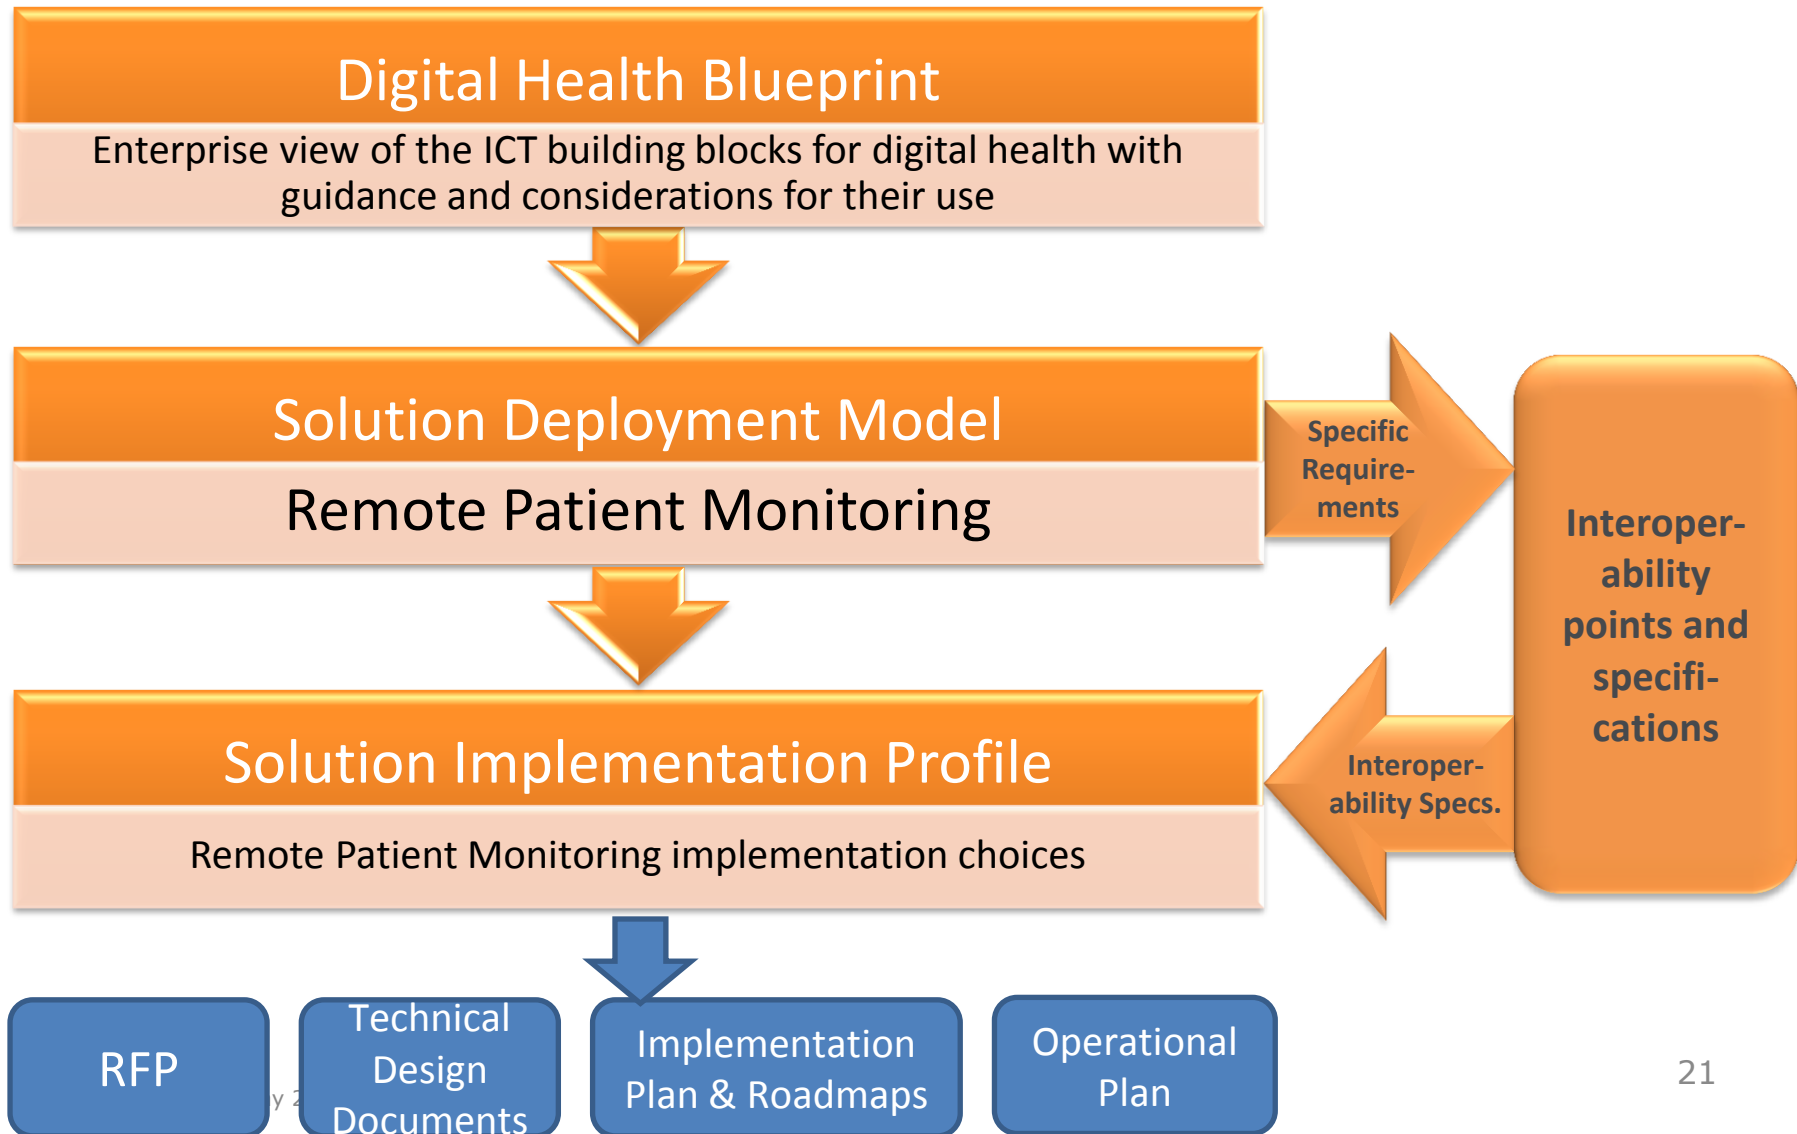 Digital Health Blueprint
Enterprise view of the ICT building blocks for digital health with
guidance and considerations for their use
Solution Deployment Model
Remote Patient Monitoring
Specific
Require-
ments
Interoper-
ability
points and
specifi-
cations
Solution Implementation Profile
Remote Patient Monitoring implementation choices
Interoper-
ability Specs.
RFP
Technical
Design
Documents
Implementation
Plan & Roadmaps
Operational
Plan
21